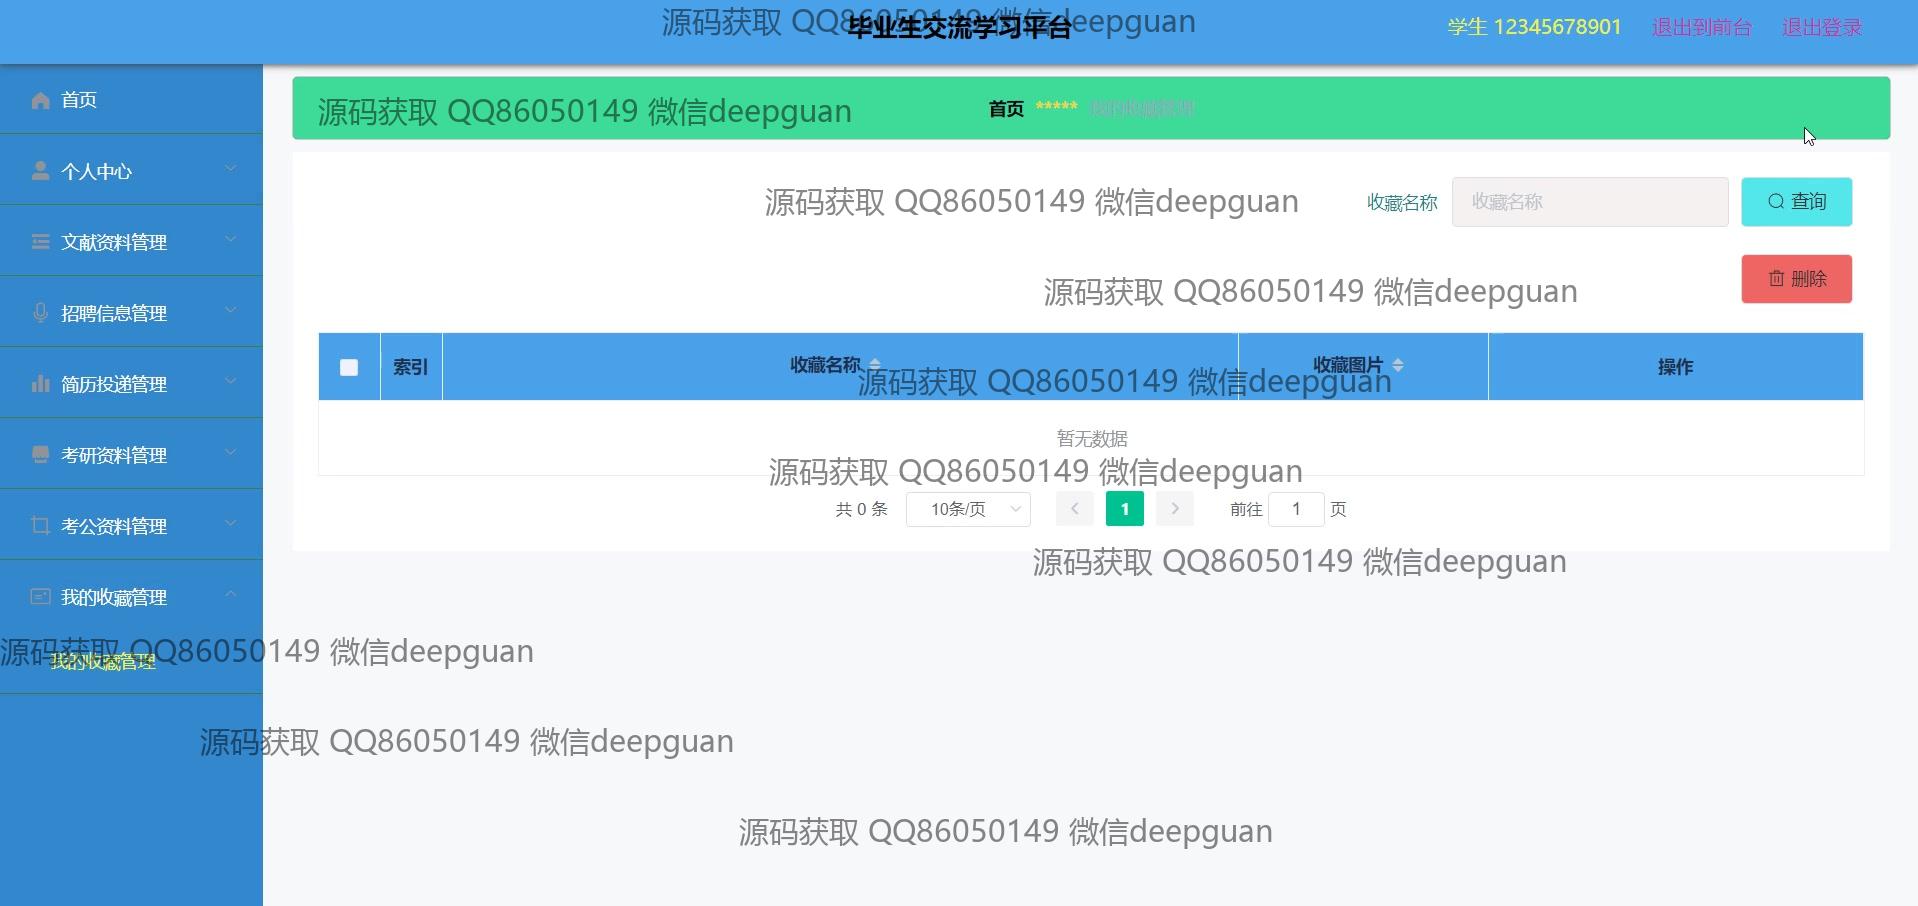 源码获取 QQ86050149 微信deepguan
毕业生交流学习平台
学生 12345678901 退出到前台 退出登录
首页
个人中心
文献资料管理
招聘信息管理
简历投递管理
考研资料管理
考公资料管理
我的收藏管理
我的收藏管理
源码获取 QQ86050149 微信deepguan
首页 ***** 我的收藏管理
源码获取 QQ86050149 微信deepguan
收藏名称 收藏名称 查询
源码获取 QQ86050149 微信deepguan
删除
索引 收藏名称 收藏图片 操作
源码获取 QQ86050149 微信deepguan
暂无数据
源码获取 QQ86050149 微信deepguan
共 0 条 10条/页 1 前往 1 页
源码获取 QQ86050149 微信deepguan
源码获取 QQ86050149 微信deepguan
源码获取 QQ86050149 微信deepguan
源码获取 QQ86050149 微信deepguan